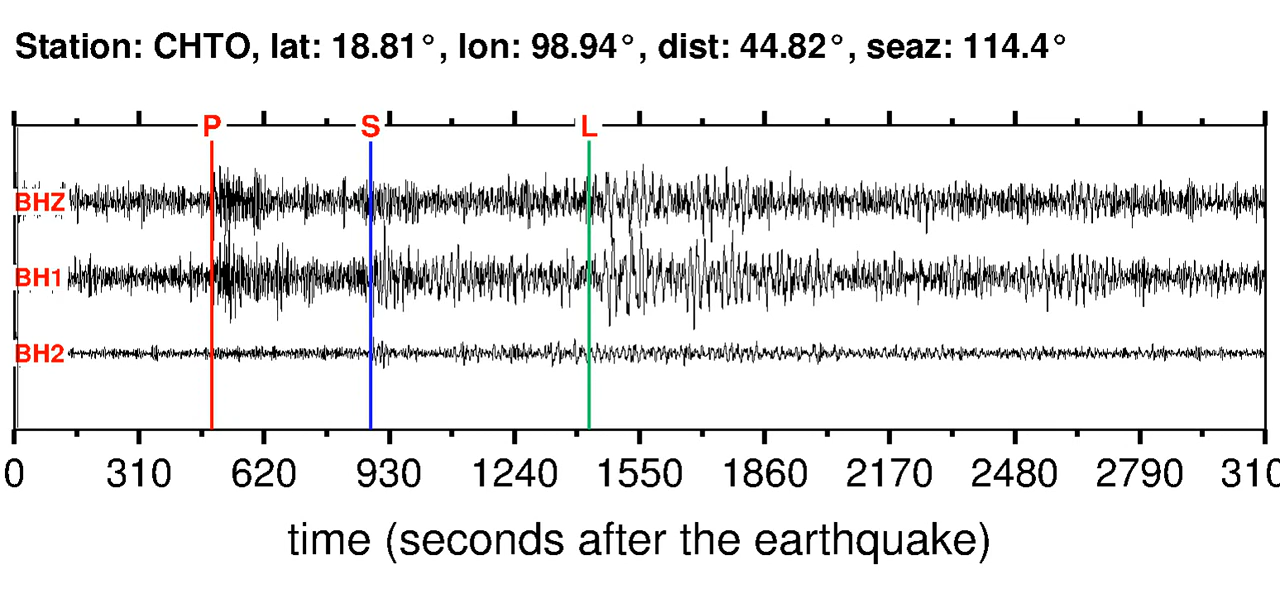 Station: CHTO, lat: 18.81°, lon: 98.94°, dist: 44.82°, seaz: 114.4°
P S L
BHZ
BH1
BH2
0 310 620 930 1240 1550 1860 2170 2480 2790 310
time (seconds after the earthquake)